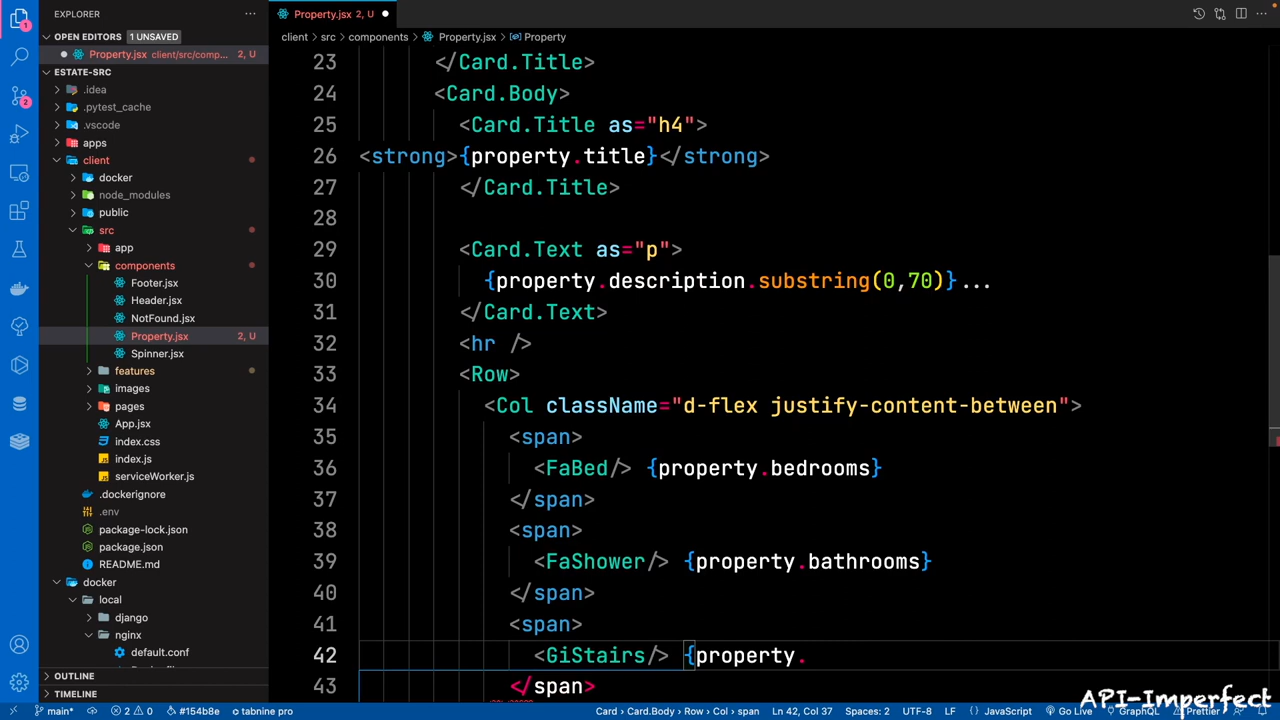 EXPLORER
OPEN EDITORS 1 UNSAVED
Property.jsx client/src/comp... 2, U
ESTATE-SRC
.idea
.pytest_cache
.vscode
apps
client
docker
node_modules
public
src
app
components
Footer.jsx
Header.jsx
NotFound.jsx
Property.jsx 2, U
Spinner.jsx
features
images
pages
App.jsx
index.css
index.js
serviceWorker.js
.dockerignore
.env
package-lock.json
package.json
README.md
docker
local
django
nginx
default.conf
OUTLINE
TIMELINE
Property.jsx 2, U
client › src › components › Property.jsx › Property
23 </Card.Title>
24 <Card.Body>
25 <Card.Title as="h4">
26 <strong>{property.title}</strong>
27 </Card.Title>
28
29 <Card.Text as="p">
30 {property.description.substring(0,70)}...
31 </Card.Text>
32 <hr />
33 <Row>
34 <Col className="d-flex justify-content-between">
35 <span>
36 <FaBed/> {property.bedrooms}
37 </span>
38 <span>
39 <FaShower/> {property.bathrooms}
40 </span>
41 <span>
42 <GiStairs/> {property.
43 </span>
API-Imperfect
main* 2 0 #154b8e tabnine pro Card › Card.Body › Row › Col › span Ln 42, Col 37 Spaces: 2 UTF-8 LF JavaScript Go Live GraphQL Prettier